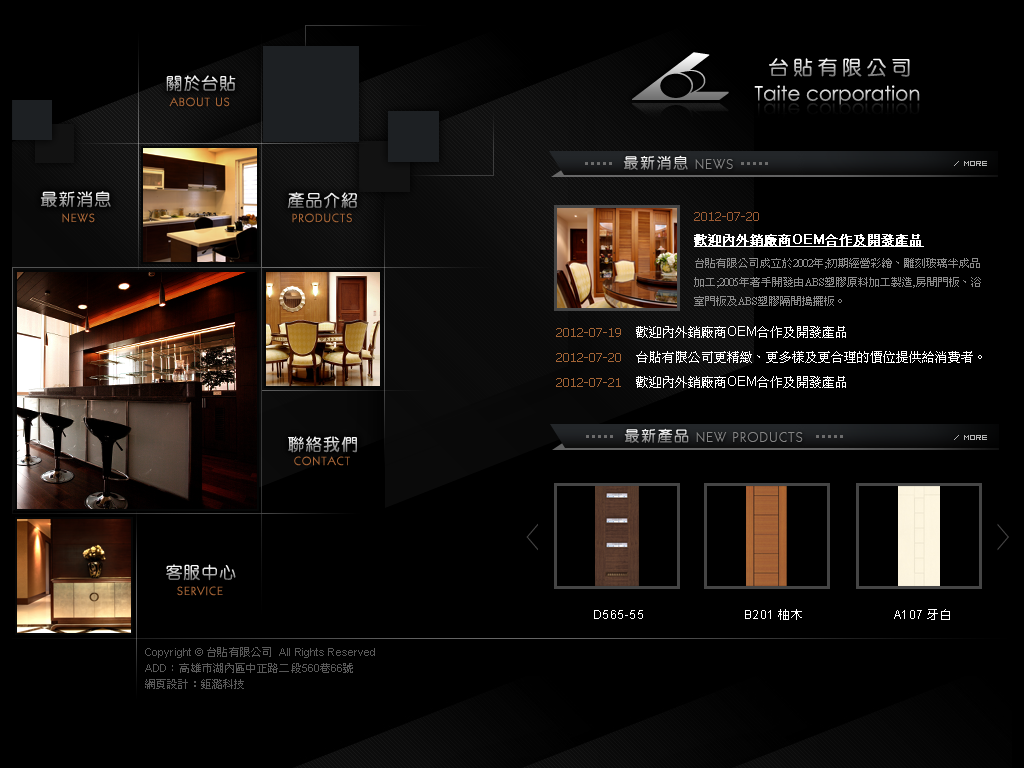 關於台貼
ABOUT US
最新消息
NEWS
產品介紹
PRODUCTS
聯絡我們
CONTACT
客服中心
SERVICE
台貼有限公司
Taite corporation
最新消息 NEWS
MORE
2012-07-20
歡迎內外銷廠商OEM合作及開發產品
台貼有限公司成立於2002年;初期經營彩繪、雕刻玻璃半成品
加工;2005年著手開發由ABS塑膠原料加工製造,房間門板、浴
室門板及ABS塑膠隔間搗擺板。
2012-07-19 歡迎內外銷廠商OEM合作及開發產品
2012-07-20 台貼有限公司更精緻、更多樣及更合理的價位提供給消費者。
2012-07-21 歡迎內外銷廠商OEM合作及開發產品
最新產品 NEW PRODUCTS
MORE
D565-55
B201 柚木
A107 牙白
Copyright © 台貼有限公司 All Rights Reserved
ADD：高雄市湖內區中正路二段560巷66號
網頁設計：鉅潞科技